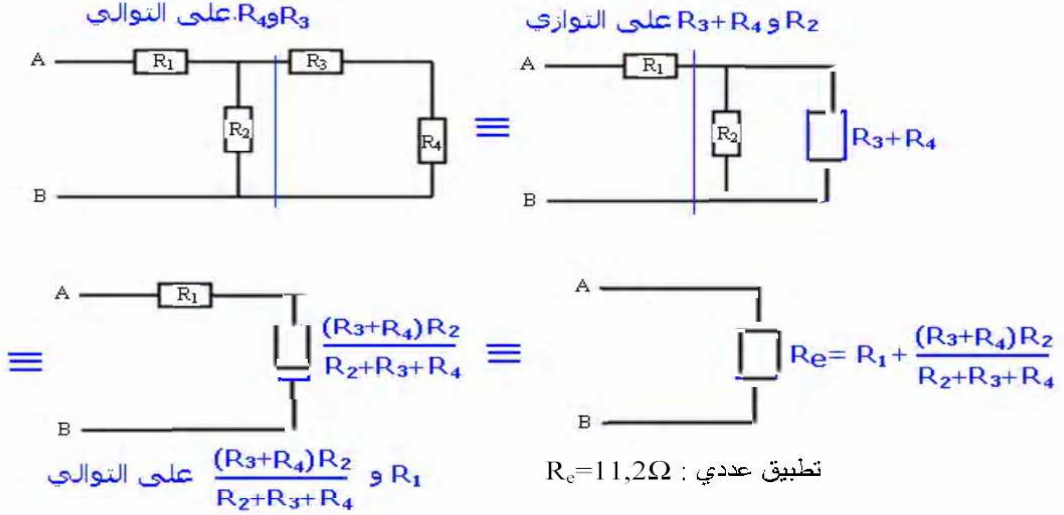 R₃وR₄.على التوالي
R₂ و R₃+R₄ على التوازي
A R₁ R₃
R₂ R₄
B
≡
A R₁
R₂ R₃+R₄
B
≡
A R₁
(R₃+R₄)R₂
R₂+R₃+R₄
B
R₁ و (R₃+R₄)R₂ على التوالي
R₂+R₃+R₄
≡
A
Re= R₁+ (R₃+R₄)R₂
R₂+R₃+R₄
B
تطبيق عددي : Rₑ=11,2Ω